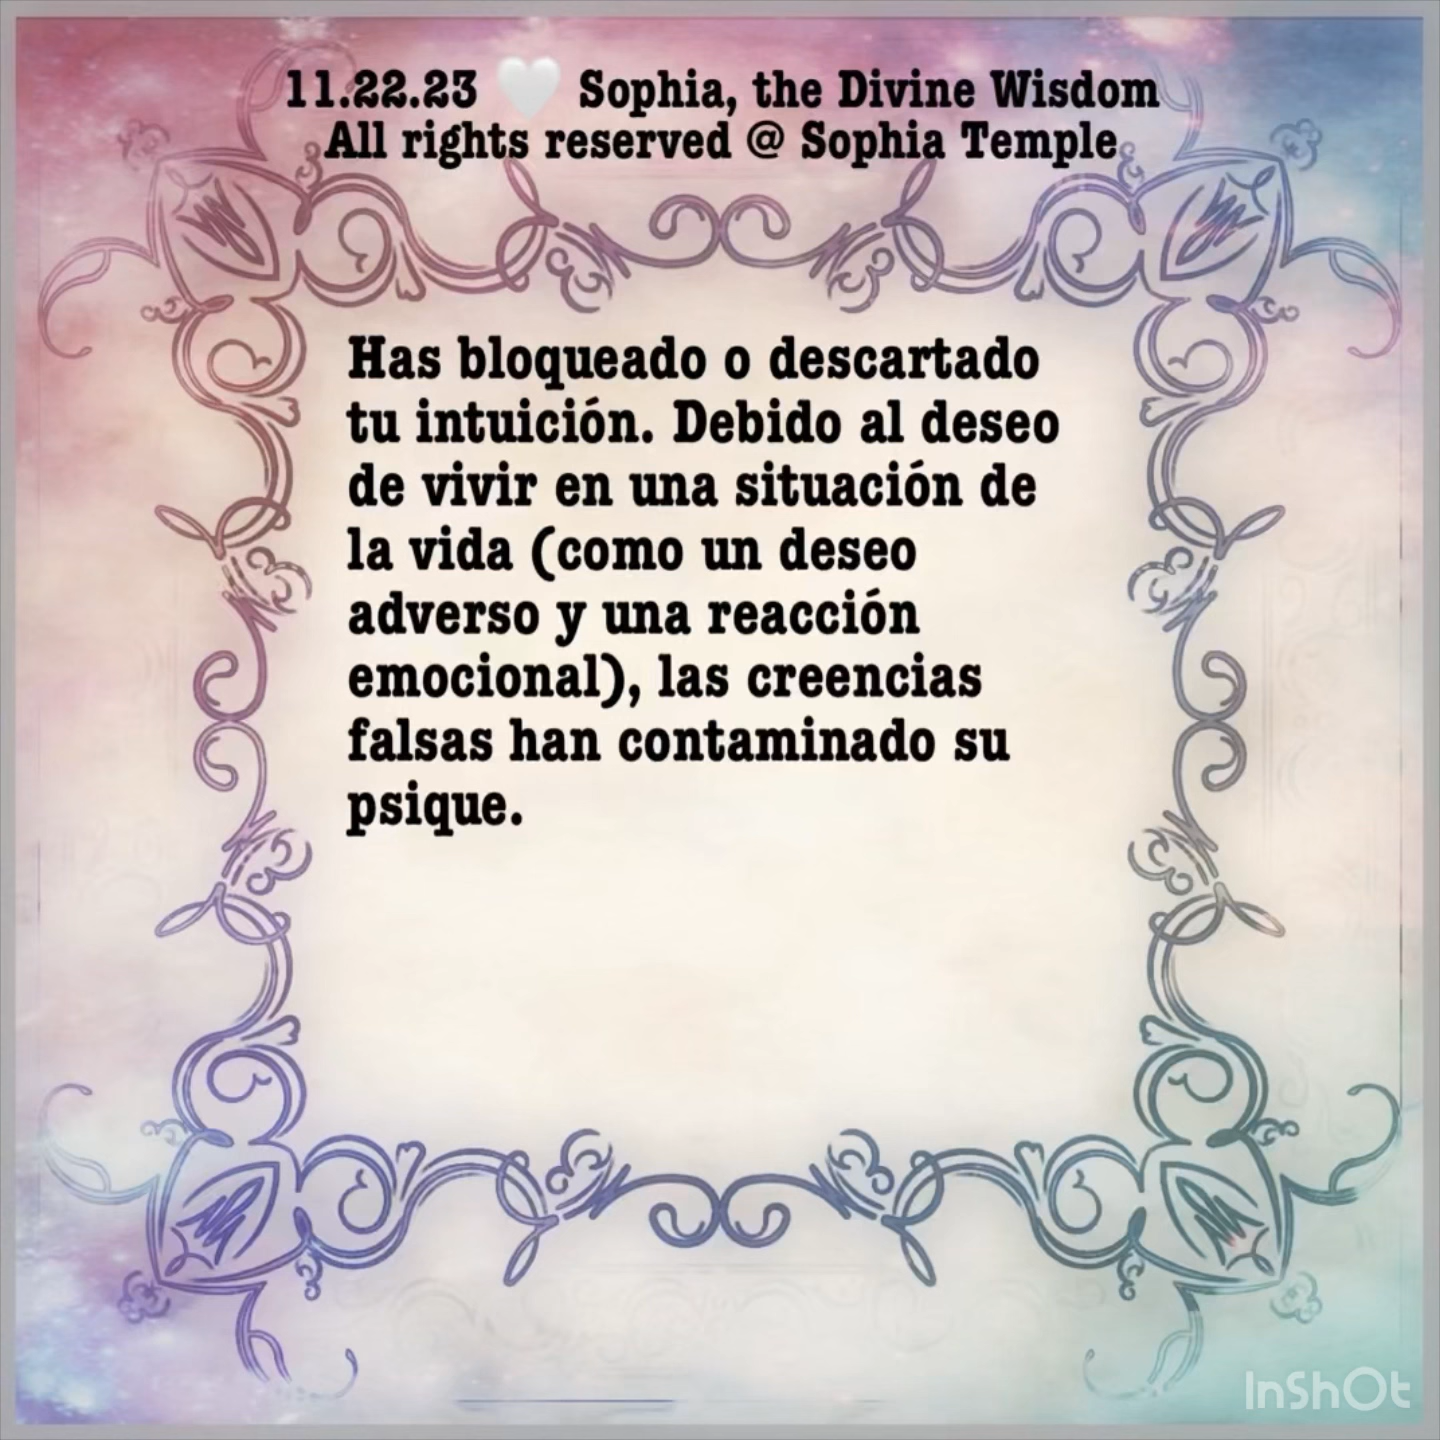 11.22.23 🤍 Sophia, the Divine Wisdom
All rights reserved @ Sophia Temple
Has bloqueado o descartado
tu intuición. Debido al deseo
de vivir en una situación de
la vida (como un deseo
adverso y una reacción
emocional), las creencias
falsas han contaminado su
psique.
InShOt